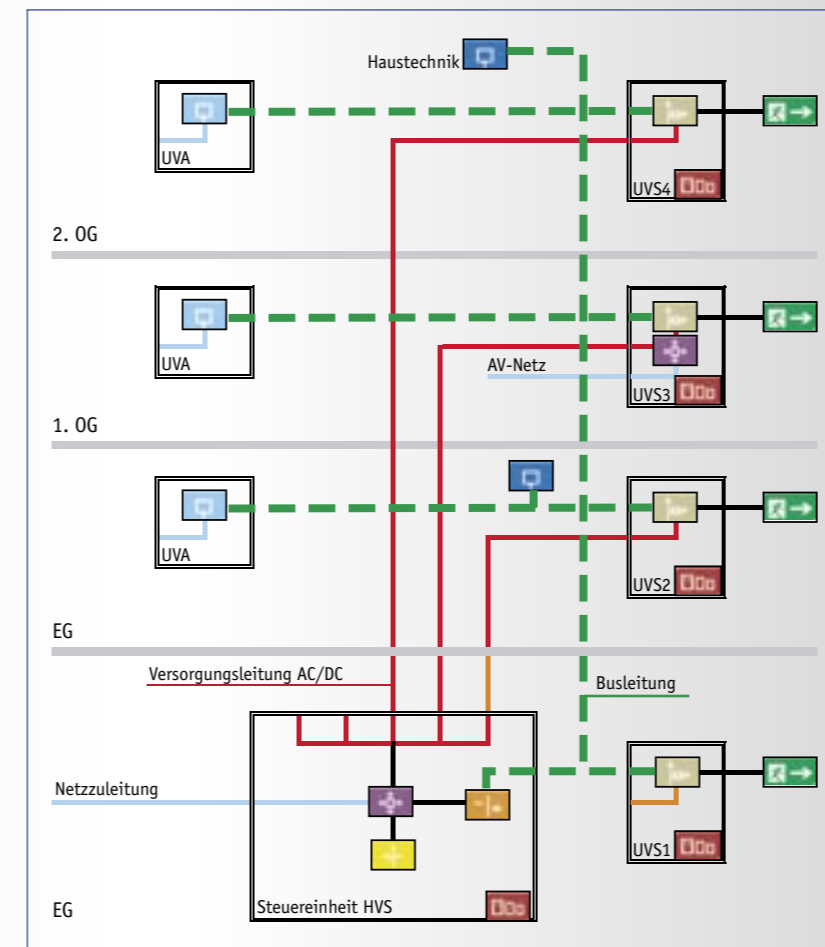 Haustechnik
UVA
UVS4
2. OG
AV-Netz
UVA
UVS3
1. OG
UVA
UVS2
EG
Versorgungsleitung AC/DC
Busleitung
Netzzuleitung
UVS1
Steuereinheit HVS
EG